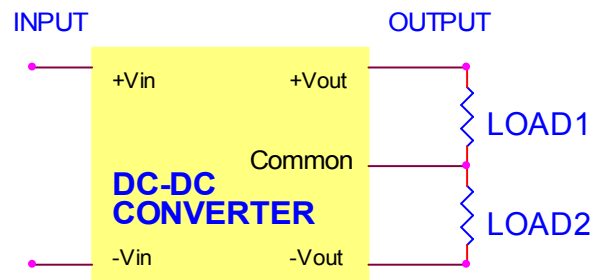 INPUT OUTPUT
+Vin +Vout
LOAD1
Common
DC-DC
CONVERTER
LOAD2
-Vin -Vout